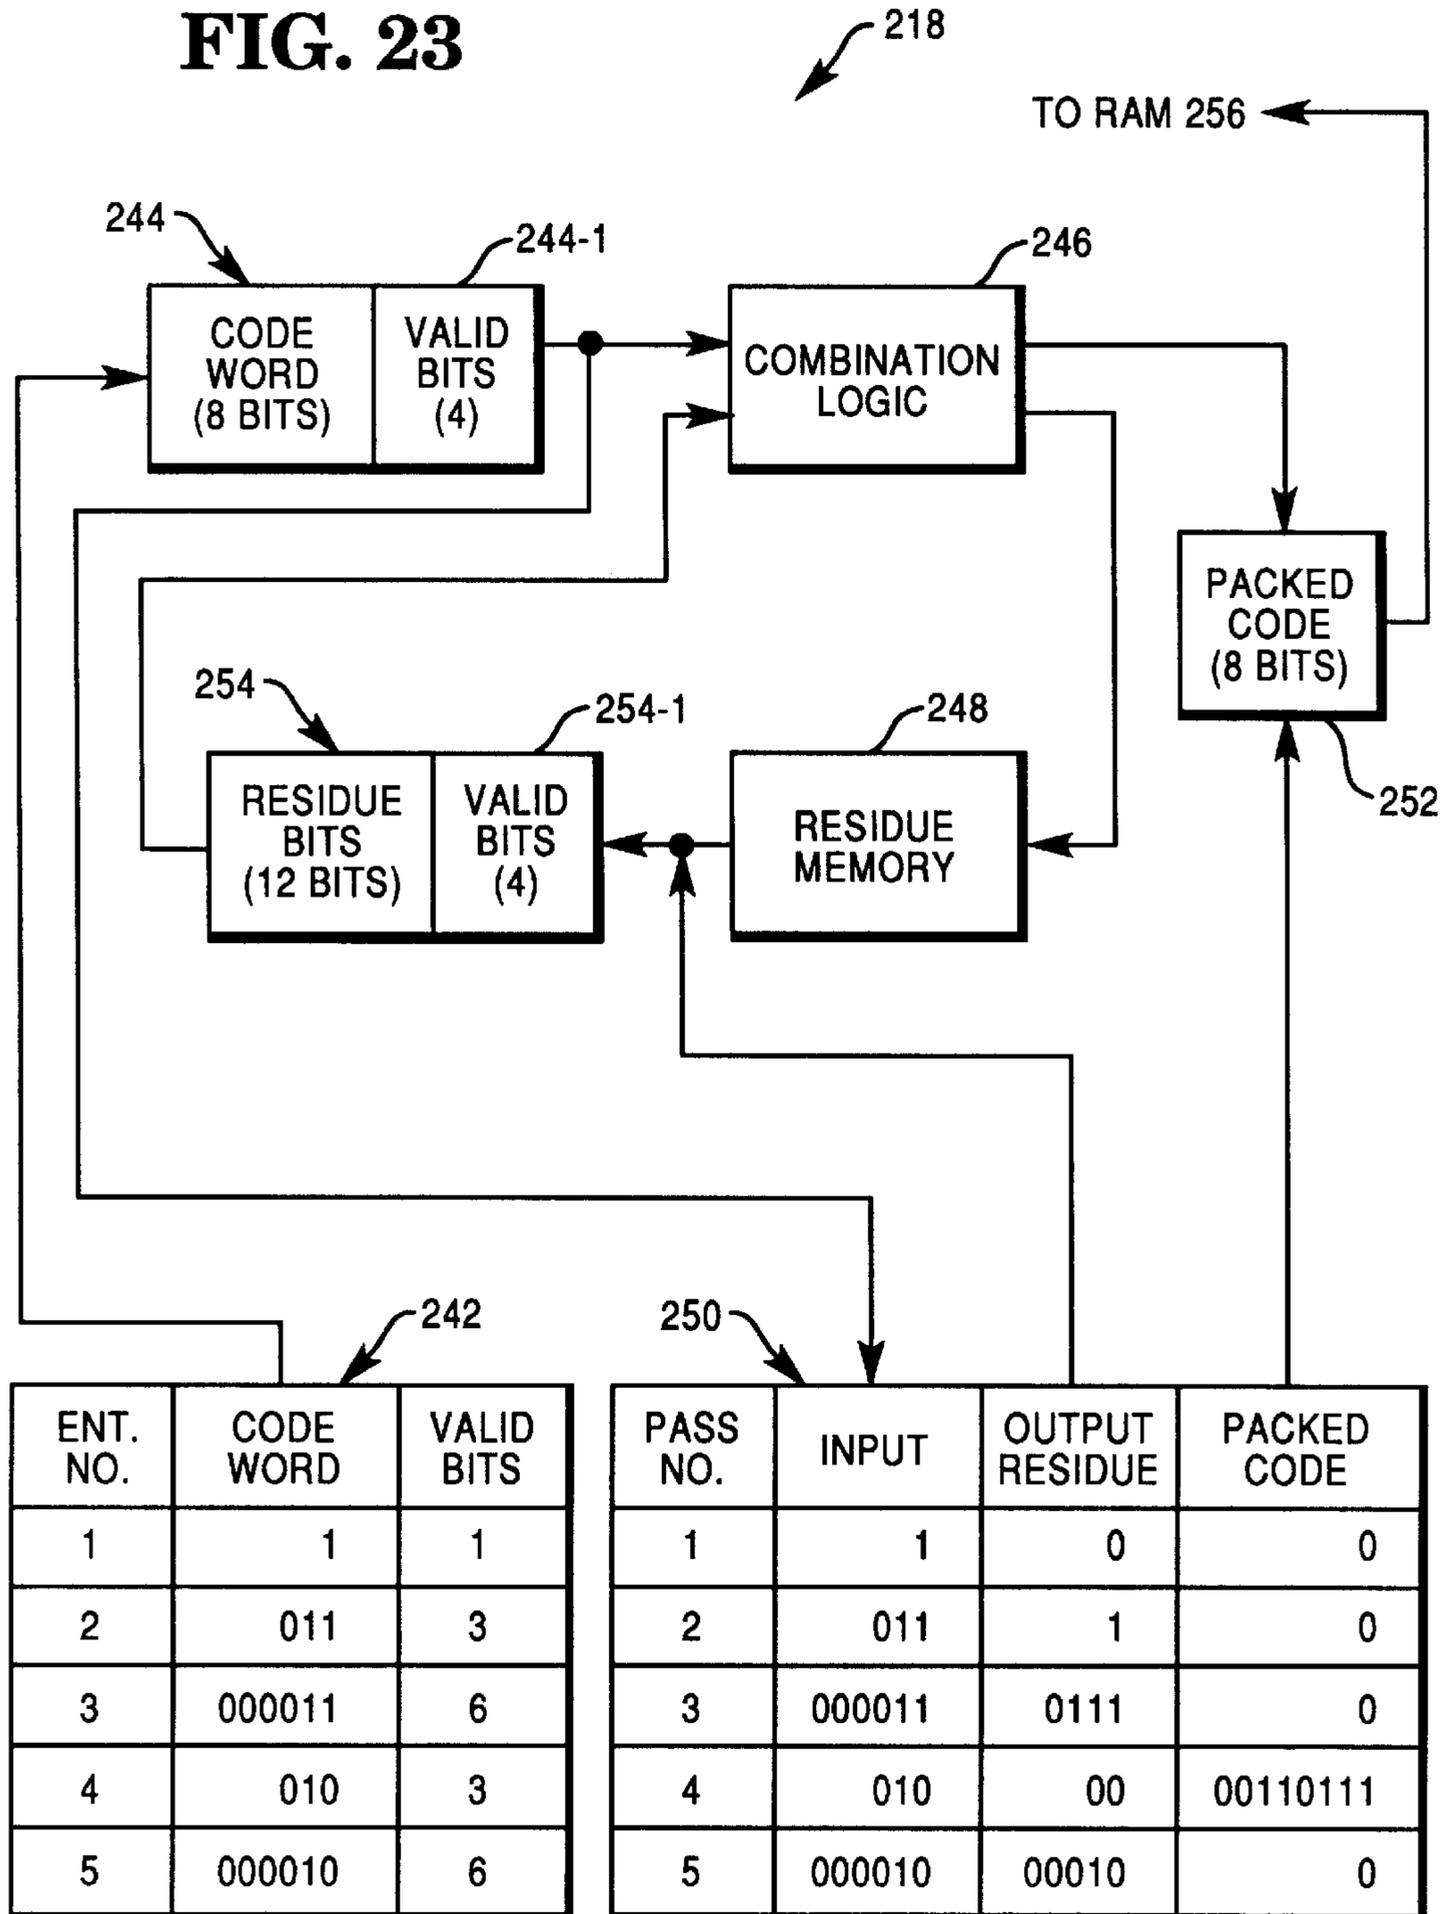 FIG. 23
218
TO RAM 256
244
244-1
246
CODE
WORD
(8 BITS)
VALID
BITS
(4)
COMBINATION
LOGIC
PACKED
CODE
(8 BITS)
252
254
254-1
248
RESIDUE
BITS
(12 BITS)
VALID
BITS
(4)
RESIDUE
MEMORY
242
ENT.
NO.
CODE
WORD
VALID
BITS
1 1 1
2 011 3
3 000011 6
4 010 3
5 000010 6
250
PASS
NO.
INPUT
OUTPUT
RESIDUE
PACKED
CODE
1 1 0 0
2 011 1 0
3 000011 0111 0
4 010 00 00110111
5 000010 00010 0